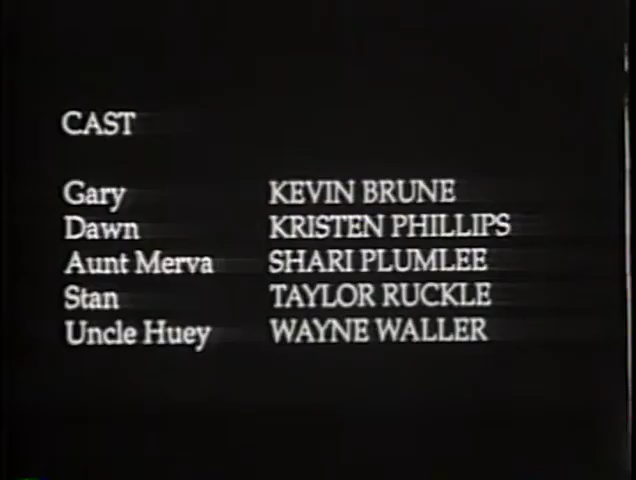 CAST
Gary KEVIN BRUNE
Dawn KRISTEN PHILLIPS
Aunt Merva SHARI PLUMLEE
Stan TAYLOR RUCKLE
Uncle Huey WAYNE WALLER